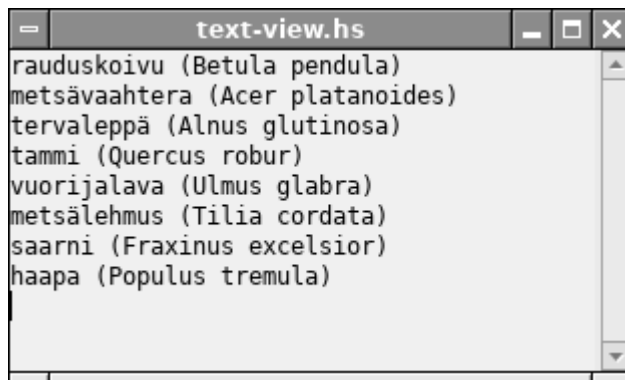 text-view.hs
rauduskoivu (Betula pendula)
metsävaahtera (Acer platanoides)
tervaleppä (Alnus glutinosa)
tammi (Quercus robur)
vuorijalava (Ulmus glabra)
metsälehmus (Tilia cordata)
saarni (Fraxinus excelsior)
haapa (Populus tremula)